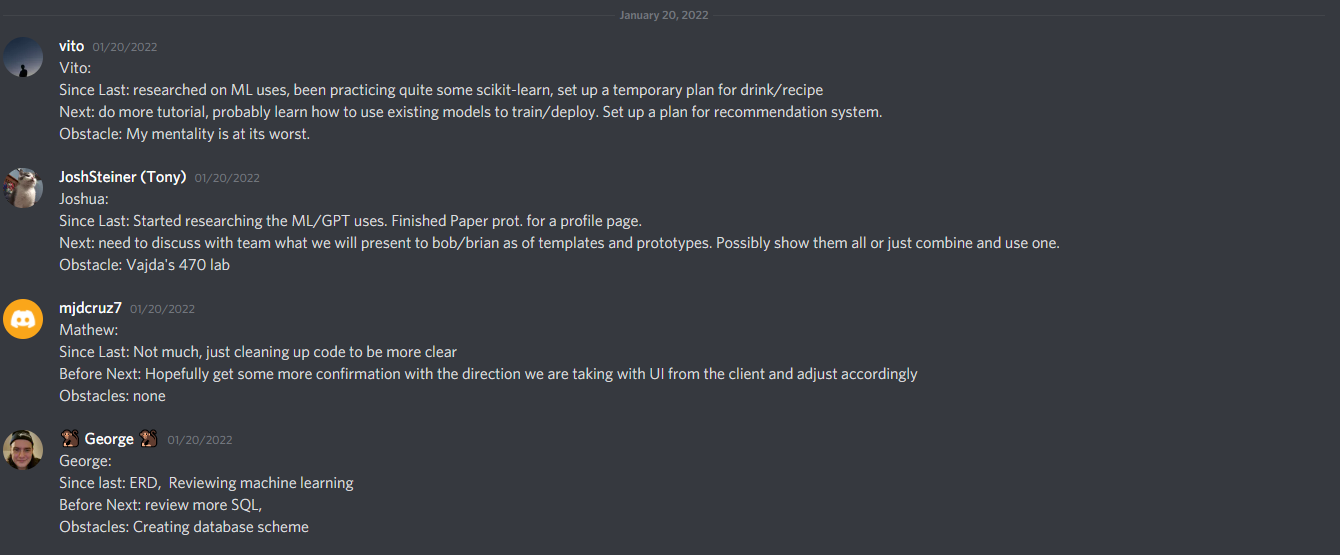 January 20, 2022
vito 01/20/2022
Vito:
Since Last: researched on ML uses, been practicing quite some scikit-learn, set up a temporary plan for drink/recipe
Next: do more tutorial, probably learn how to use existing models to train/deploy. Set up a plan for recommendation system.
Obstacle: My mentality is at its worst.
JoshSteiner (Tony) 01/20/2022
Joshua:
Since Last: Started researching the ML/GPT uses. Finished Paper prot. for a profile page.
Next: need to discuss with team what we will present to bob/brian as of templates and prototypes. Possibly show them all or just combine and use one.
Obstacle: Vajda's 470 lab
mjdcruz7 01/20/2022
Mathew:
Since Last: Not much, just cleaning up code to be more clear
Before Next: Hopefully get some more confirmation with the direction we are taking with UI from the client and adjust accordingly
Obstacles: none
🐒 George 🐒 01/20/2022
George:
Since last: ERD,  Reviewing machine learning
Before Next: review more SQL,
Obstacles: Creating database scheme